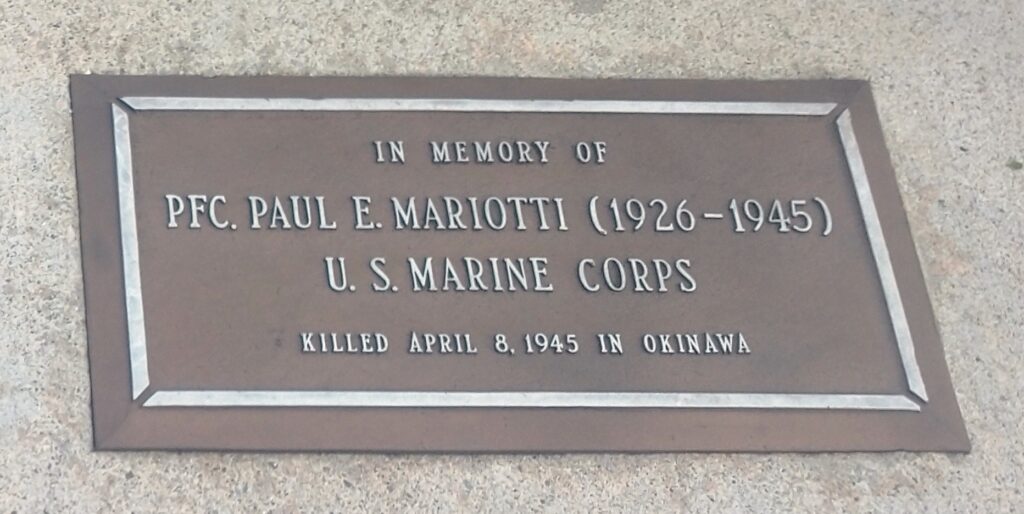 IN MEMORY OF
PFC. PAUL E. MARIOTTI (1926-1945)
U. S. MARINE CORPS
KILLED APRIL 8, 1945 IN OKINAWA